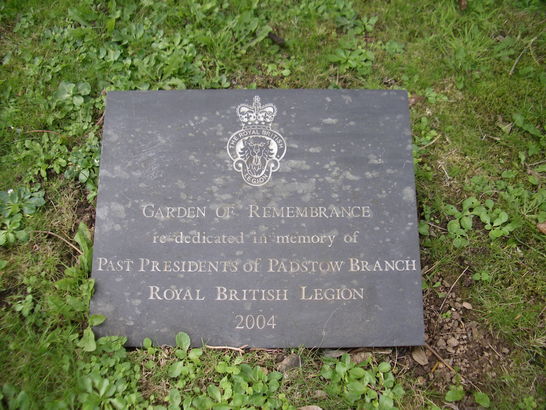 THE ROYAL BRITISH
LEGION
GARDEN OF REMEMBRANCE
re-dedicated in memory of
PAST PRESIDENTS of PADSTOW BRANCH
ROYAL BRITISH LEGION
2004